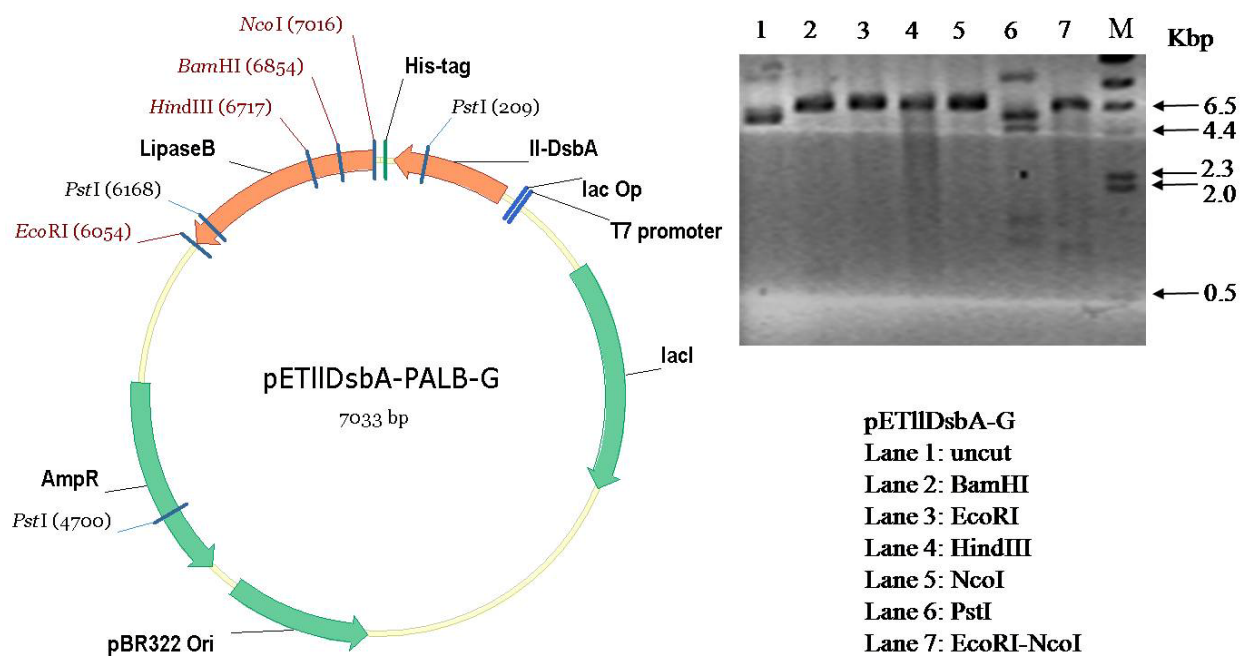 NcoI (7016)
BamHI (6854)
HindIII (6717)
LipaseB
PstI (6168)
EcoRI (6054)
His-tag
PstI (209)
II-DsbA
lac Op
T7 promoter
lacI
pETIIDsbA-PALB-G
7033 bp
AmpR
PstI (4700)
pBR322 Ori
1 2 3 4 5 6 7 M
Kbp
6.5
4.4
2.3
2.0
0.5
pETllDsbA-G
Lane 1: uncut
Lane 2: BamHI
Lane 3: EcoRI
Lane 4: HindIII
Lane 5: NcoI
Lane 6: PstI
Lane 7: EcoRI-NcoI